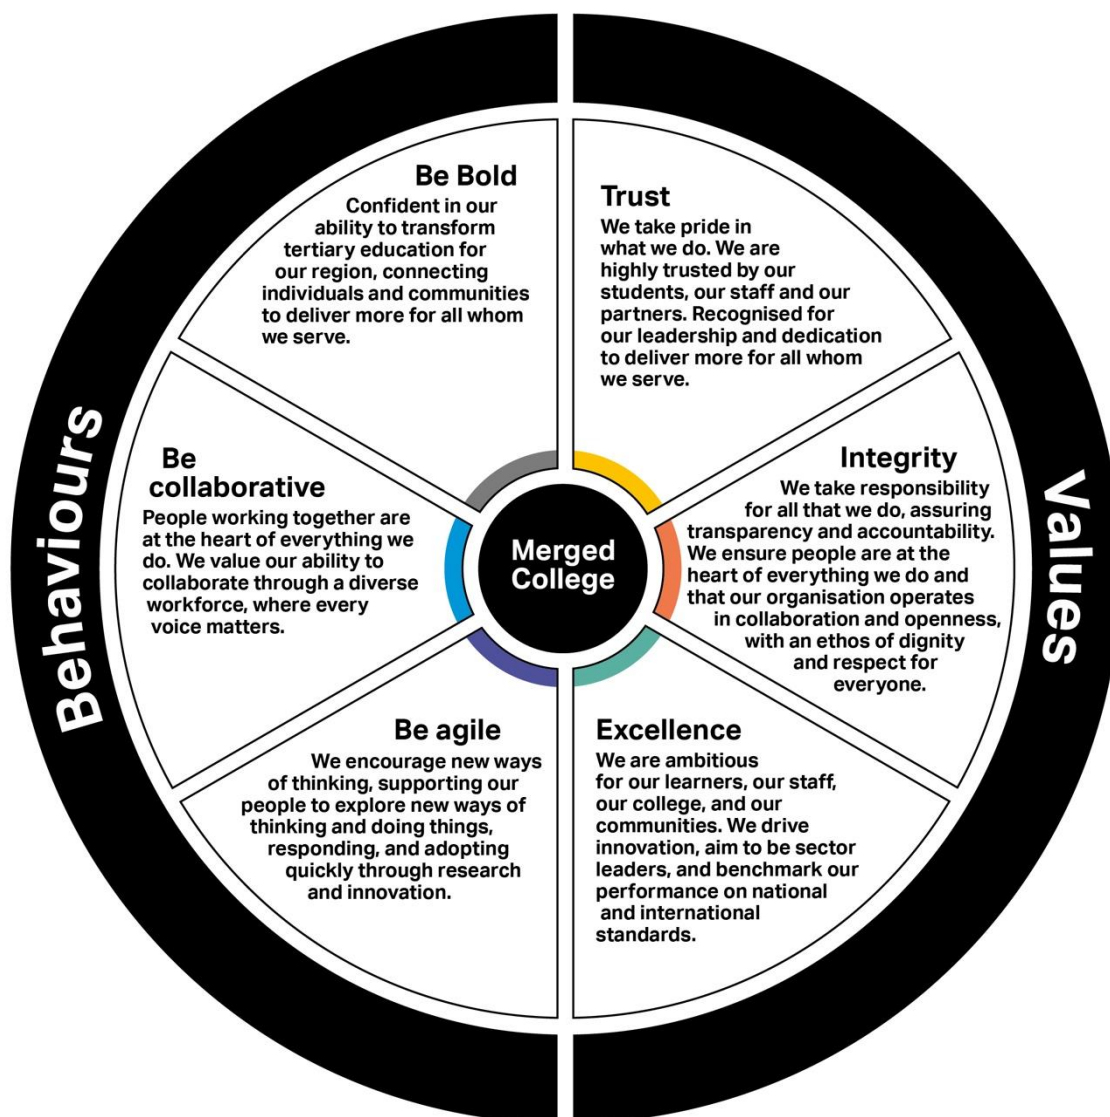 Behaviours
Be Bold
Confident in our
ability to transform
tertiary education for
our region, connecting
individuals and communities
to deliver more for all whom
we serve.
Be
collaborative
People working together are
at the heart of everything we
do. We value our ability to
collaborate through a diverse
workforce, where every
voice matters.
Be agile
We encourage new ways
of thinking, supporting our
people to explore new ways of
thinking and doing things,
responding, and adopting
quickly through research
and innovation.
Merged
College
Values
Trust
We take pride in
what we do. We are
highly trusted by our
students, our staff and our
partners. Recognised for
our leadership and dedication
to deliver more for all whom
we serve.
Integrity
We take responsibility
for all that we do, assuring
transparency and accountability.
We ensure people are at the
heart of everything we do and
that our organisation operates
in collaboration and openness,
with an ethos of dignity
and respect for
everyone.
Excellence
We are ambitious
for our learners, our staff,
our college, and our
communities. We drive
innovation, aim to be sector
leaders, and benchmark our
performance on national
and international
standards.